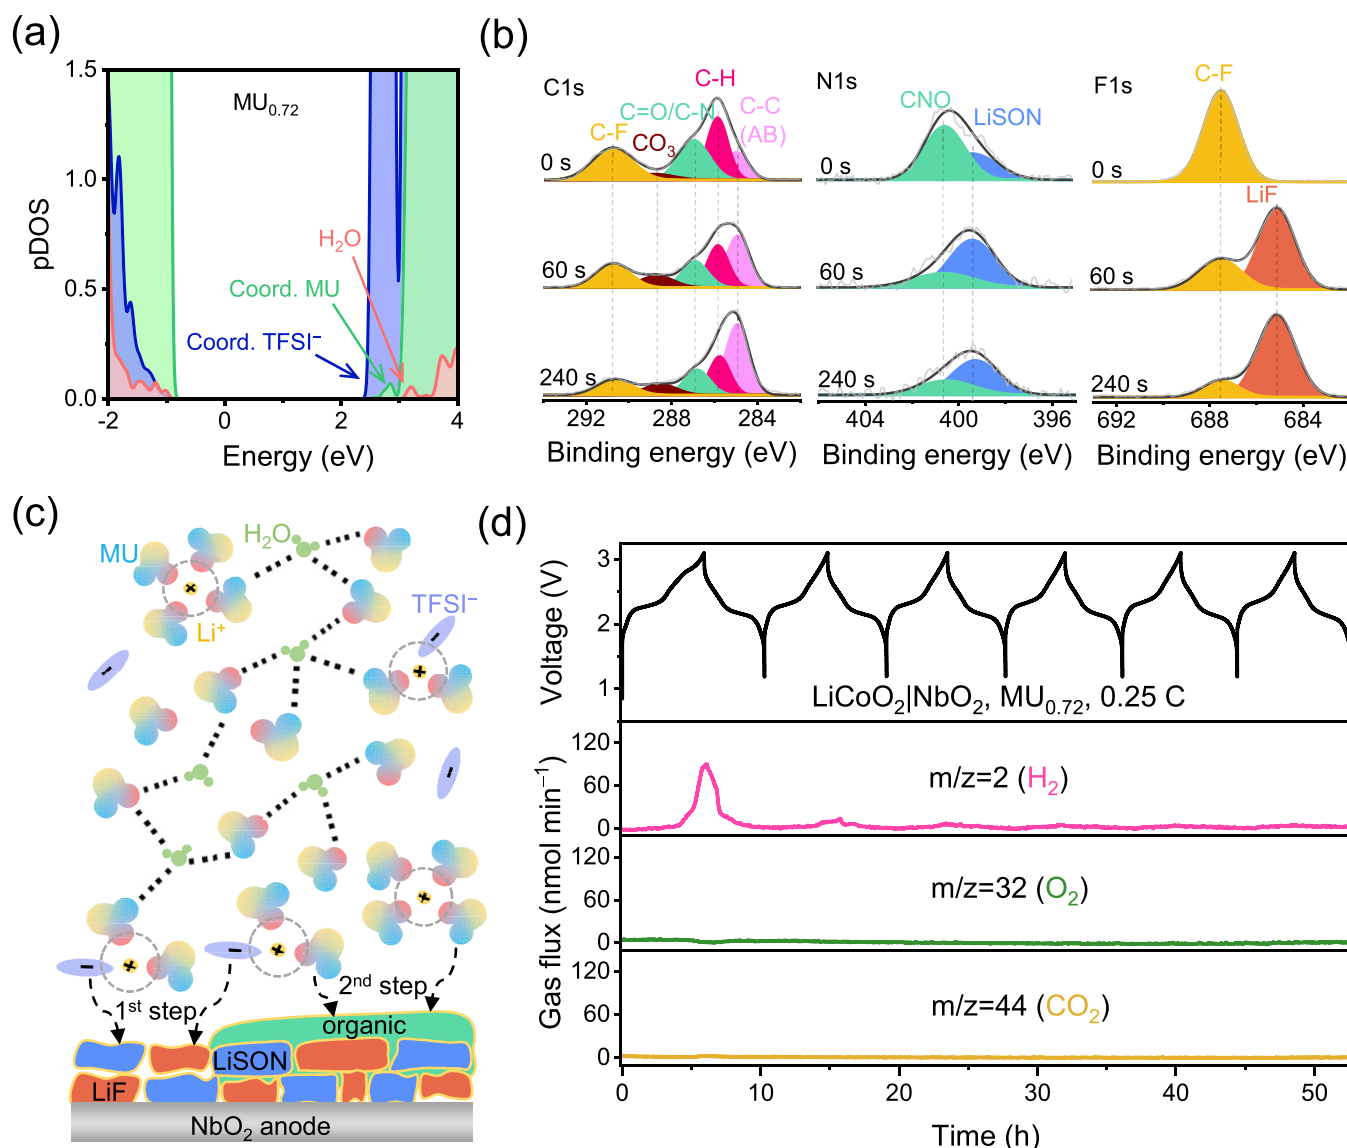 (a)
1.5
1.0
0.5
0.0
pDOS
MU0.72
H2O
Coord. MU
Coord. TFSI−
-2 0 2 4
Energy (eV)
(b)
C1s
C-H
C=O/C-N
C-C
(AB)
C-F
CO3
0 s
60 s
240 s
292 288 284
Binding energy (eV)
N1s
CNO
LiSON
0 s
60 s
240 s
404 400 396
Binding energy (eV)
F1s
C-F
0 s
LiF
60 s
240 s
692 688 684
Binding energy (eV)
(c)
MU
H2O
Li+
TFSI−
1st step
2nd step
organic
LiSON
LiF
NbO2 anode
(d)
3
2
1
Voltage (V)
LiCoO2|NbO2, MU0.72, 0.25 C
120
60
0
m/z=2 (H2)
120
60
0
m/z=32 (O2)
120
60
0
m/z=44 (CO2)
Gas flux (nmol min−1)
0 10 20 30 40 50
Time (h)